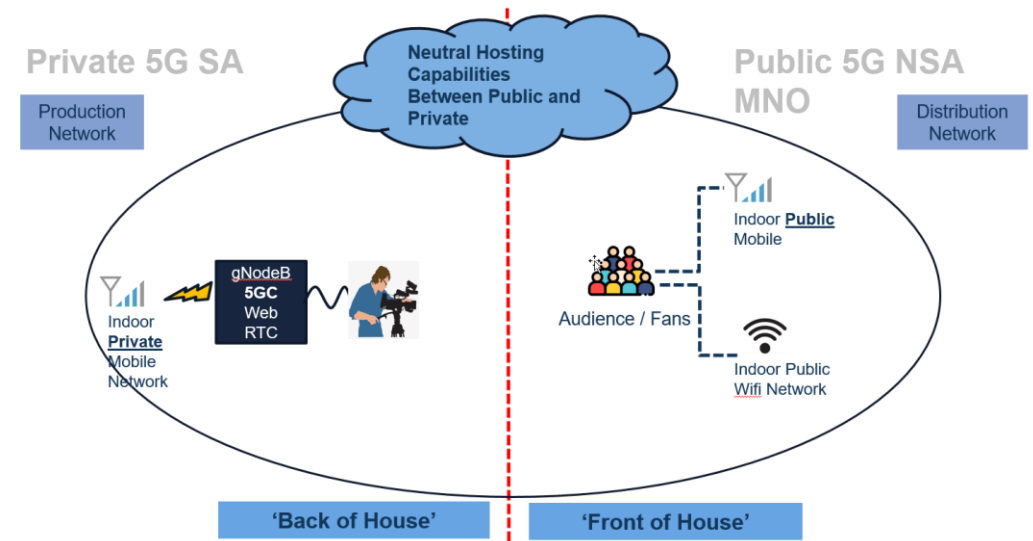 Private 5G SA
Production
Network
Neutral Hosting
Capabilities
Between Public and
Private
Public 5G NSA
MNO
Distribution
Network
Indoor
Private
Mobile
Network
gNodeB
5GC
Web
RTC
Audience / Fans
Indoor Public
Mobile
Indoor Public
Wifi Network
‘Back of House’
‘Front of House’